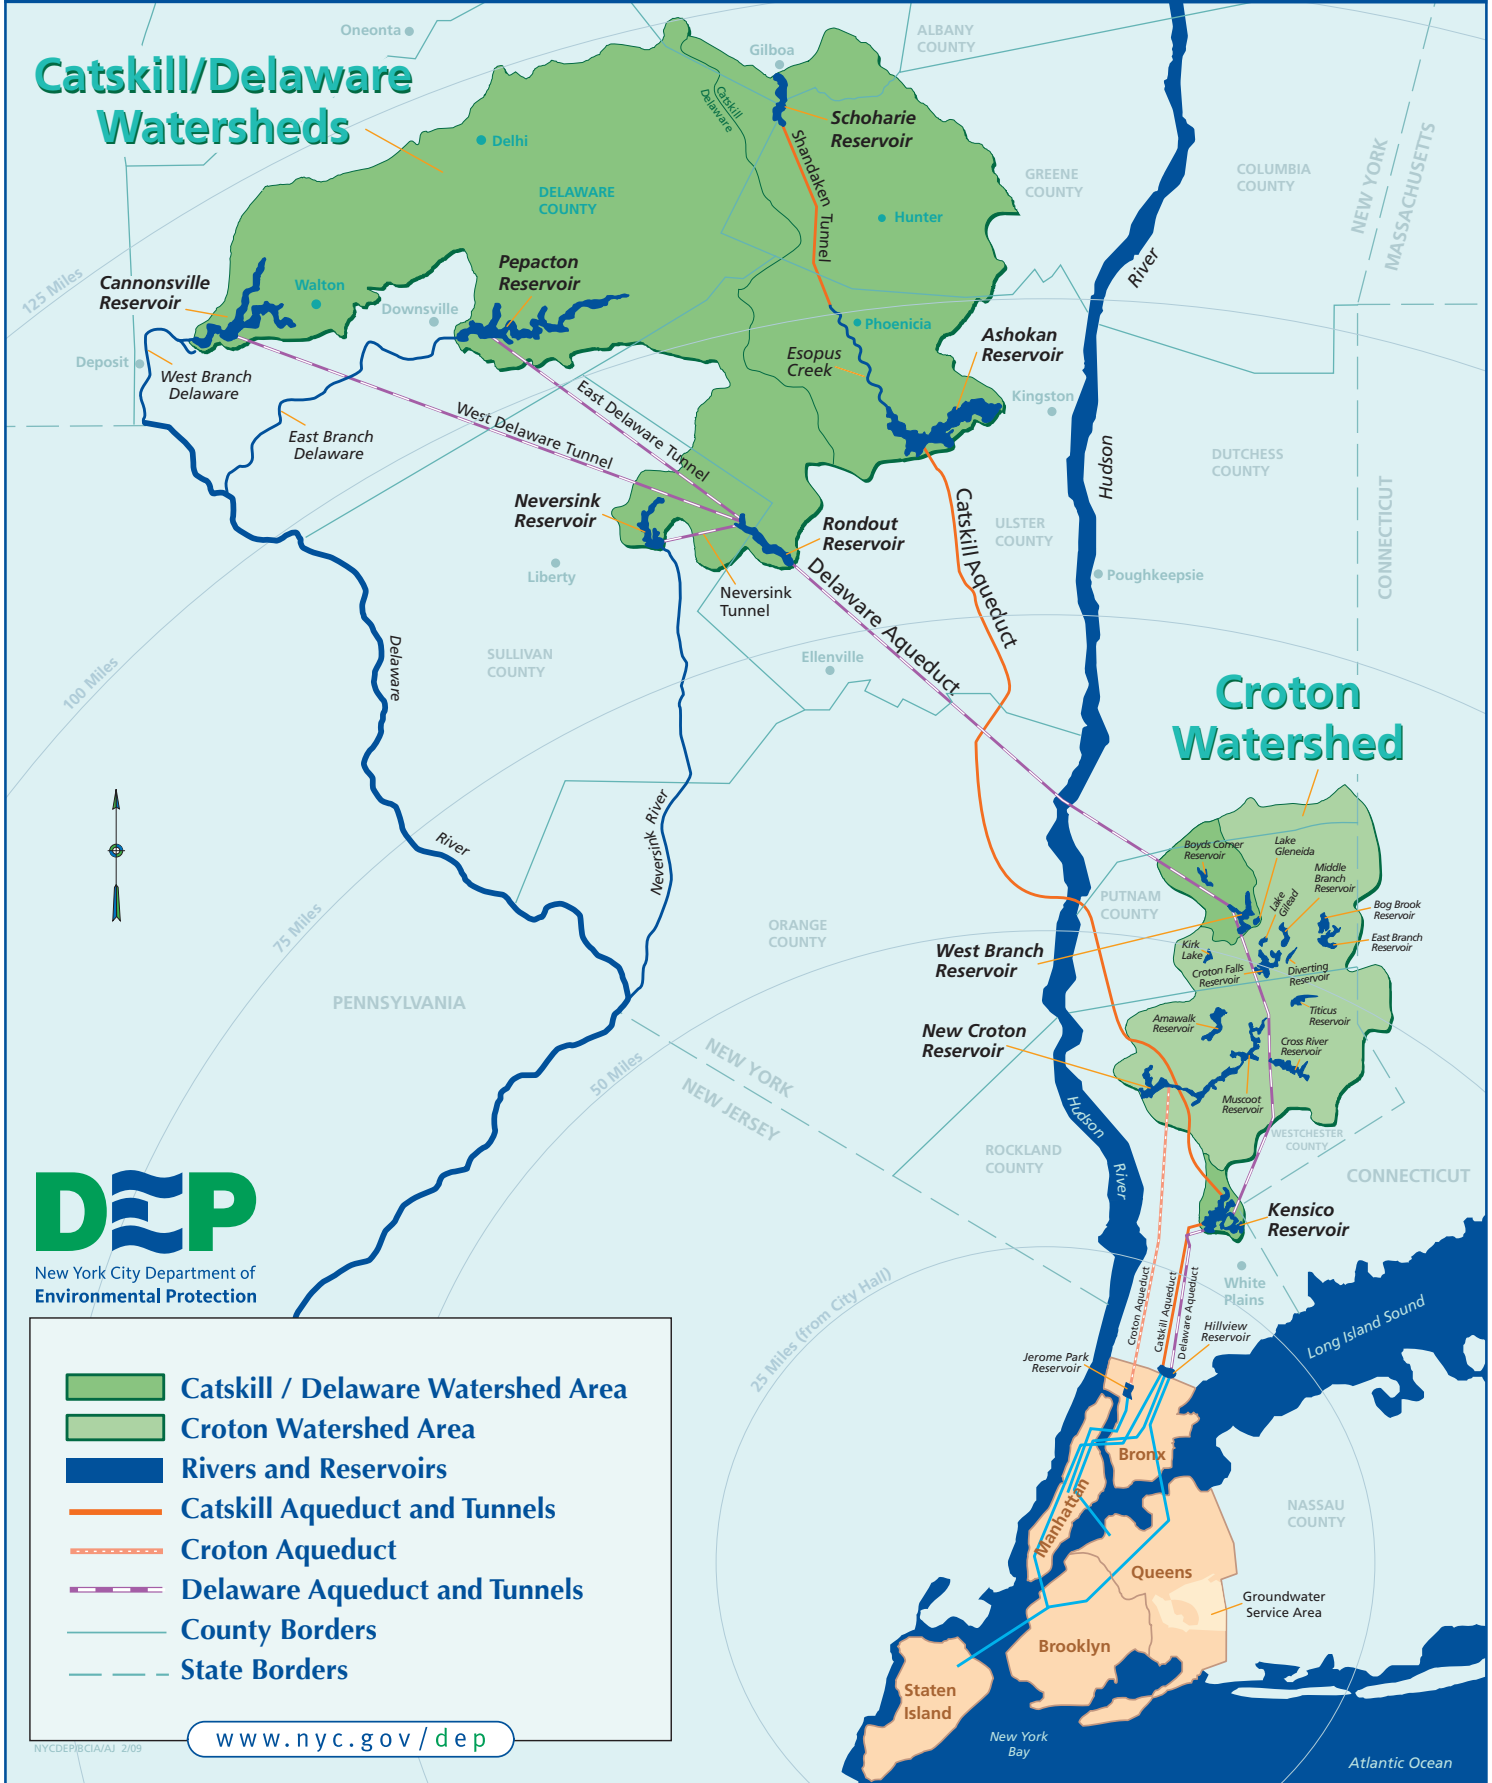 Oneonta
ALBANY
COUNTY
Gilboa
Catskill/Delaware
Watersheds
Catskill
Delaware
Schoharie
Reservoir
Delhi
Shandaken Tunnel
DELAWARE
COUNTY
GREENE
COUNTY
COLUMBIA
COUNTY
NEW YORK
MASSACHUSETTS
Hunter
125 Miles
Cannonsville
Reservoir
Walton
Pepacton
Reservoir
Downsville
River
Phoenicia
Ashokan
Reservoir
Esopus
Creek
Deposit
West Branch
Delaware
East Branch
Delaware
West Delaware Tunnel
East Delaware Tunnel
Kingston
Hudson
DUTCHESS
COUNTY
CONNECTICUT
Neversink
Reservoir
Rondout
Reservoir
Catskill Aqueduct
ULSTER
COUNTY
Liberty
Neversink
Tunnel
Delaware Aqueduct
Poughkeepsie
Delaware
SULLIVAN
COUNTY
Ellenville
100 Miles
Croton
Watershed
River
Neversink River
Boyds Corner
Reservoir
Lake
Gleneida
Middle
Branch
Reservoir
Lake
Gilead
Bog Brook
Reservoir
East Branch
Reservoir
PUTNAM
COUNTY
75 Miles
ORANGE
COUNTY
West Branch
Reservoir
Kirk
Lake
Croton Falls
Reservoir
Diverting
Reservoir
PENNSYLVANIA
New Croton
Reservoir
Amawalk
Reservoir
Titicus
Reservoir
Cross River
Reservoir
50 Miles
NEW YORK
NEW JERSEY
Muscoot
Reservoir
Hudson
River
ROCKLAND
COUNTY
WESTCHESTER
COUNTY
CONNECTICUT
DEP
New York City Department of
Environmental Protection
Kensico
Reservoir
White
Plains
Croton Aqueduct
Catskill Aqueduct
Delaware Aqueduct
Hillview
Reservoir
Jerome Park
Reservoir
25 Miles (from City Hall)
Long Island Sound
Catskill / Delaware Watershed Area
Croton Watershed Area
Rivers and Reservoirs
Catskill Aqueduct and Tunnels
Croton Aqueduct
Delaware Aqueduct and Tunnels
County Borders
State Borders
Bronx
Manhattan
NASSAU
COUNTY
Queens
Groundwater
Service Area
Brooklyn
Staten
Island
New York
Bay
Atlantic Ocean
NYCDEP/BCIA/AJ 2/09
www.nyc.gov/dep